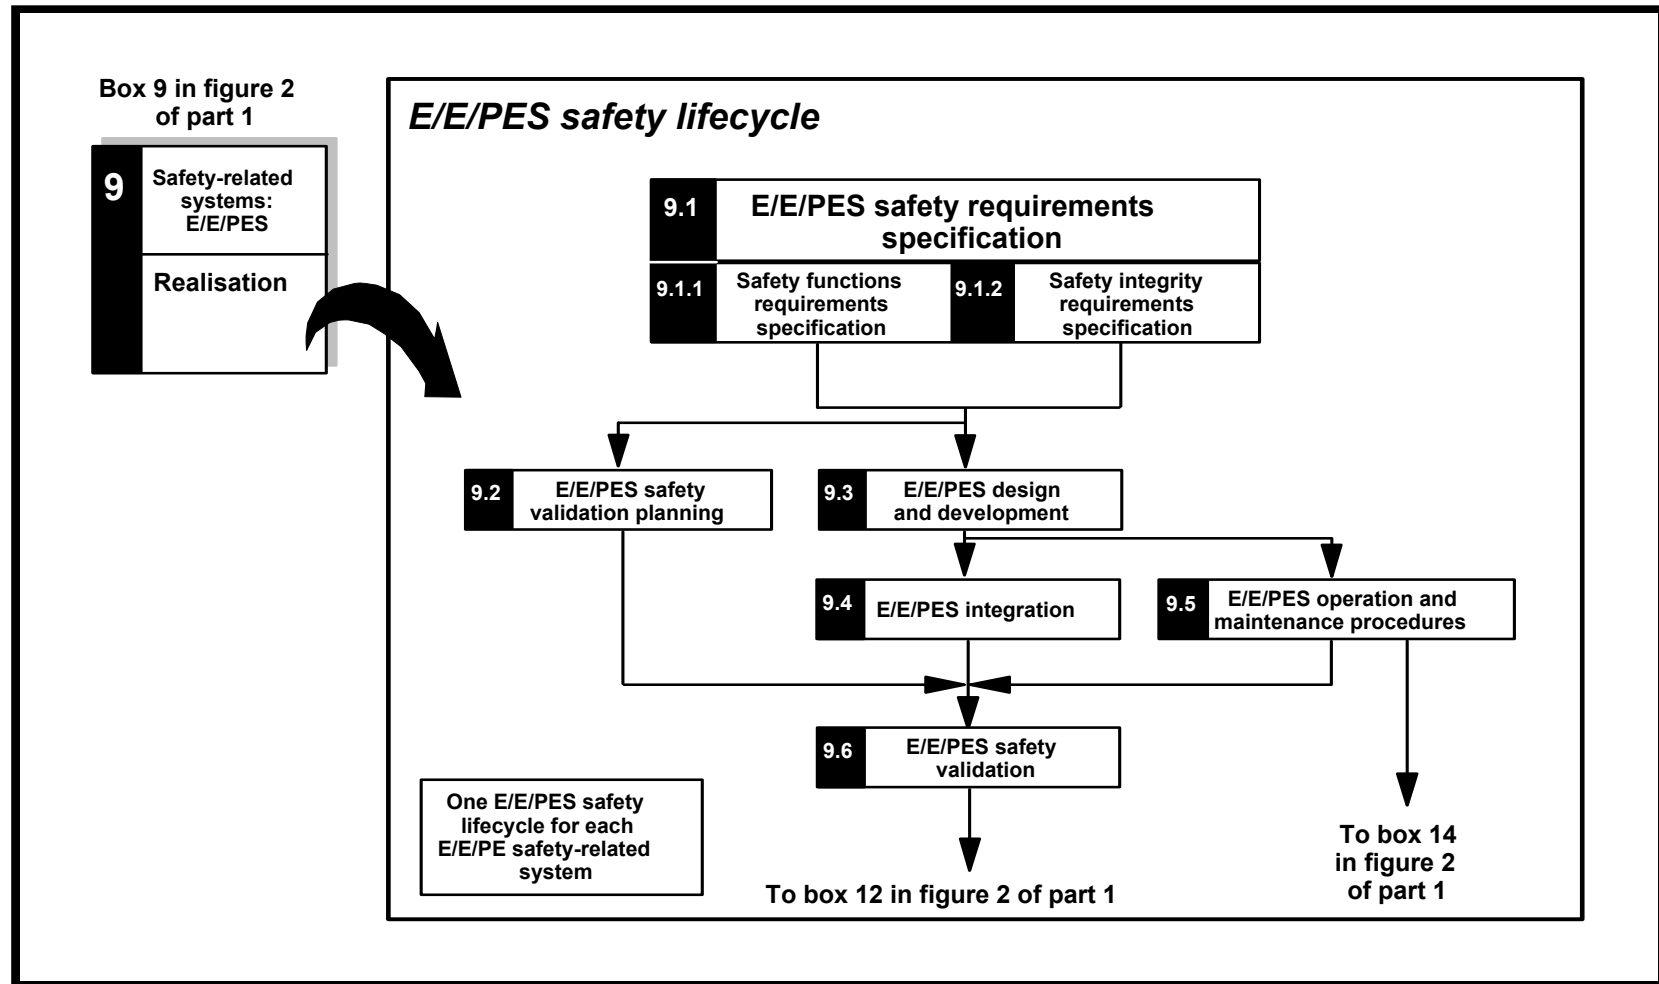 Box 9 in figure 2
of part 1
9
Safety-related
systems:
E/E/PES
Realisation
E/E/PES safety lifecycle
9.1
E/E/PES safety requirements
specification
9.1.1
Safety functions
requirements
specification
9.1.2
Safety integrity
requirements
specification
9.2
E/E/PES safety
validation planning
9.3
E/E/PES design
and development
9.4
E/E/PES integration
9.5
E/E/PES operation and
maintenance procedures
9.6
E/E/PES safety
validation
One E/E/PES safety
lifecycle for each
E/E/PE safety-related
system
To box 12 in figure 2 of part 1
To box 14
in figure 2
of part 1